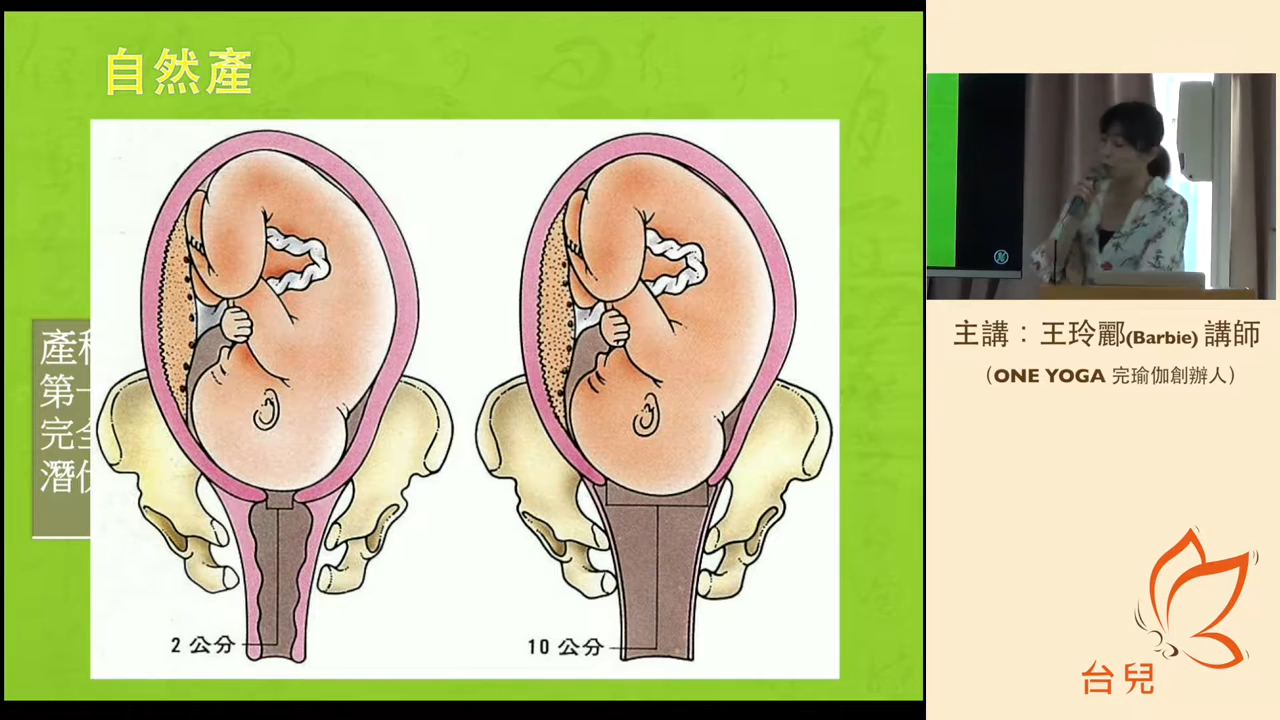 自然產
產
第一
完全
潛伏
2 公分
10 公分
主講：王玲酈(Barbie) 講師
（ONE YOGA 完瑜伽創辦人）
台兒